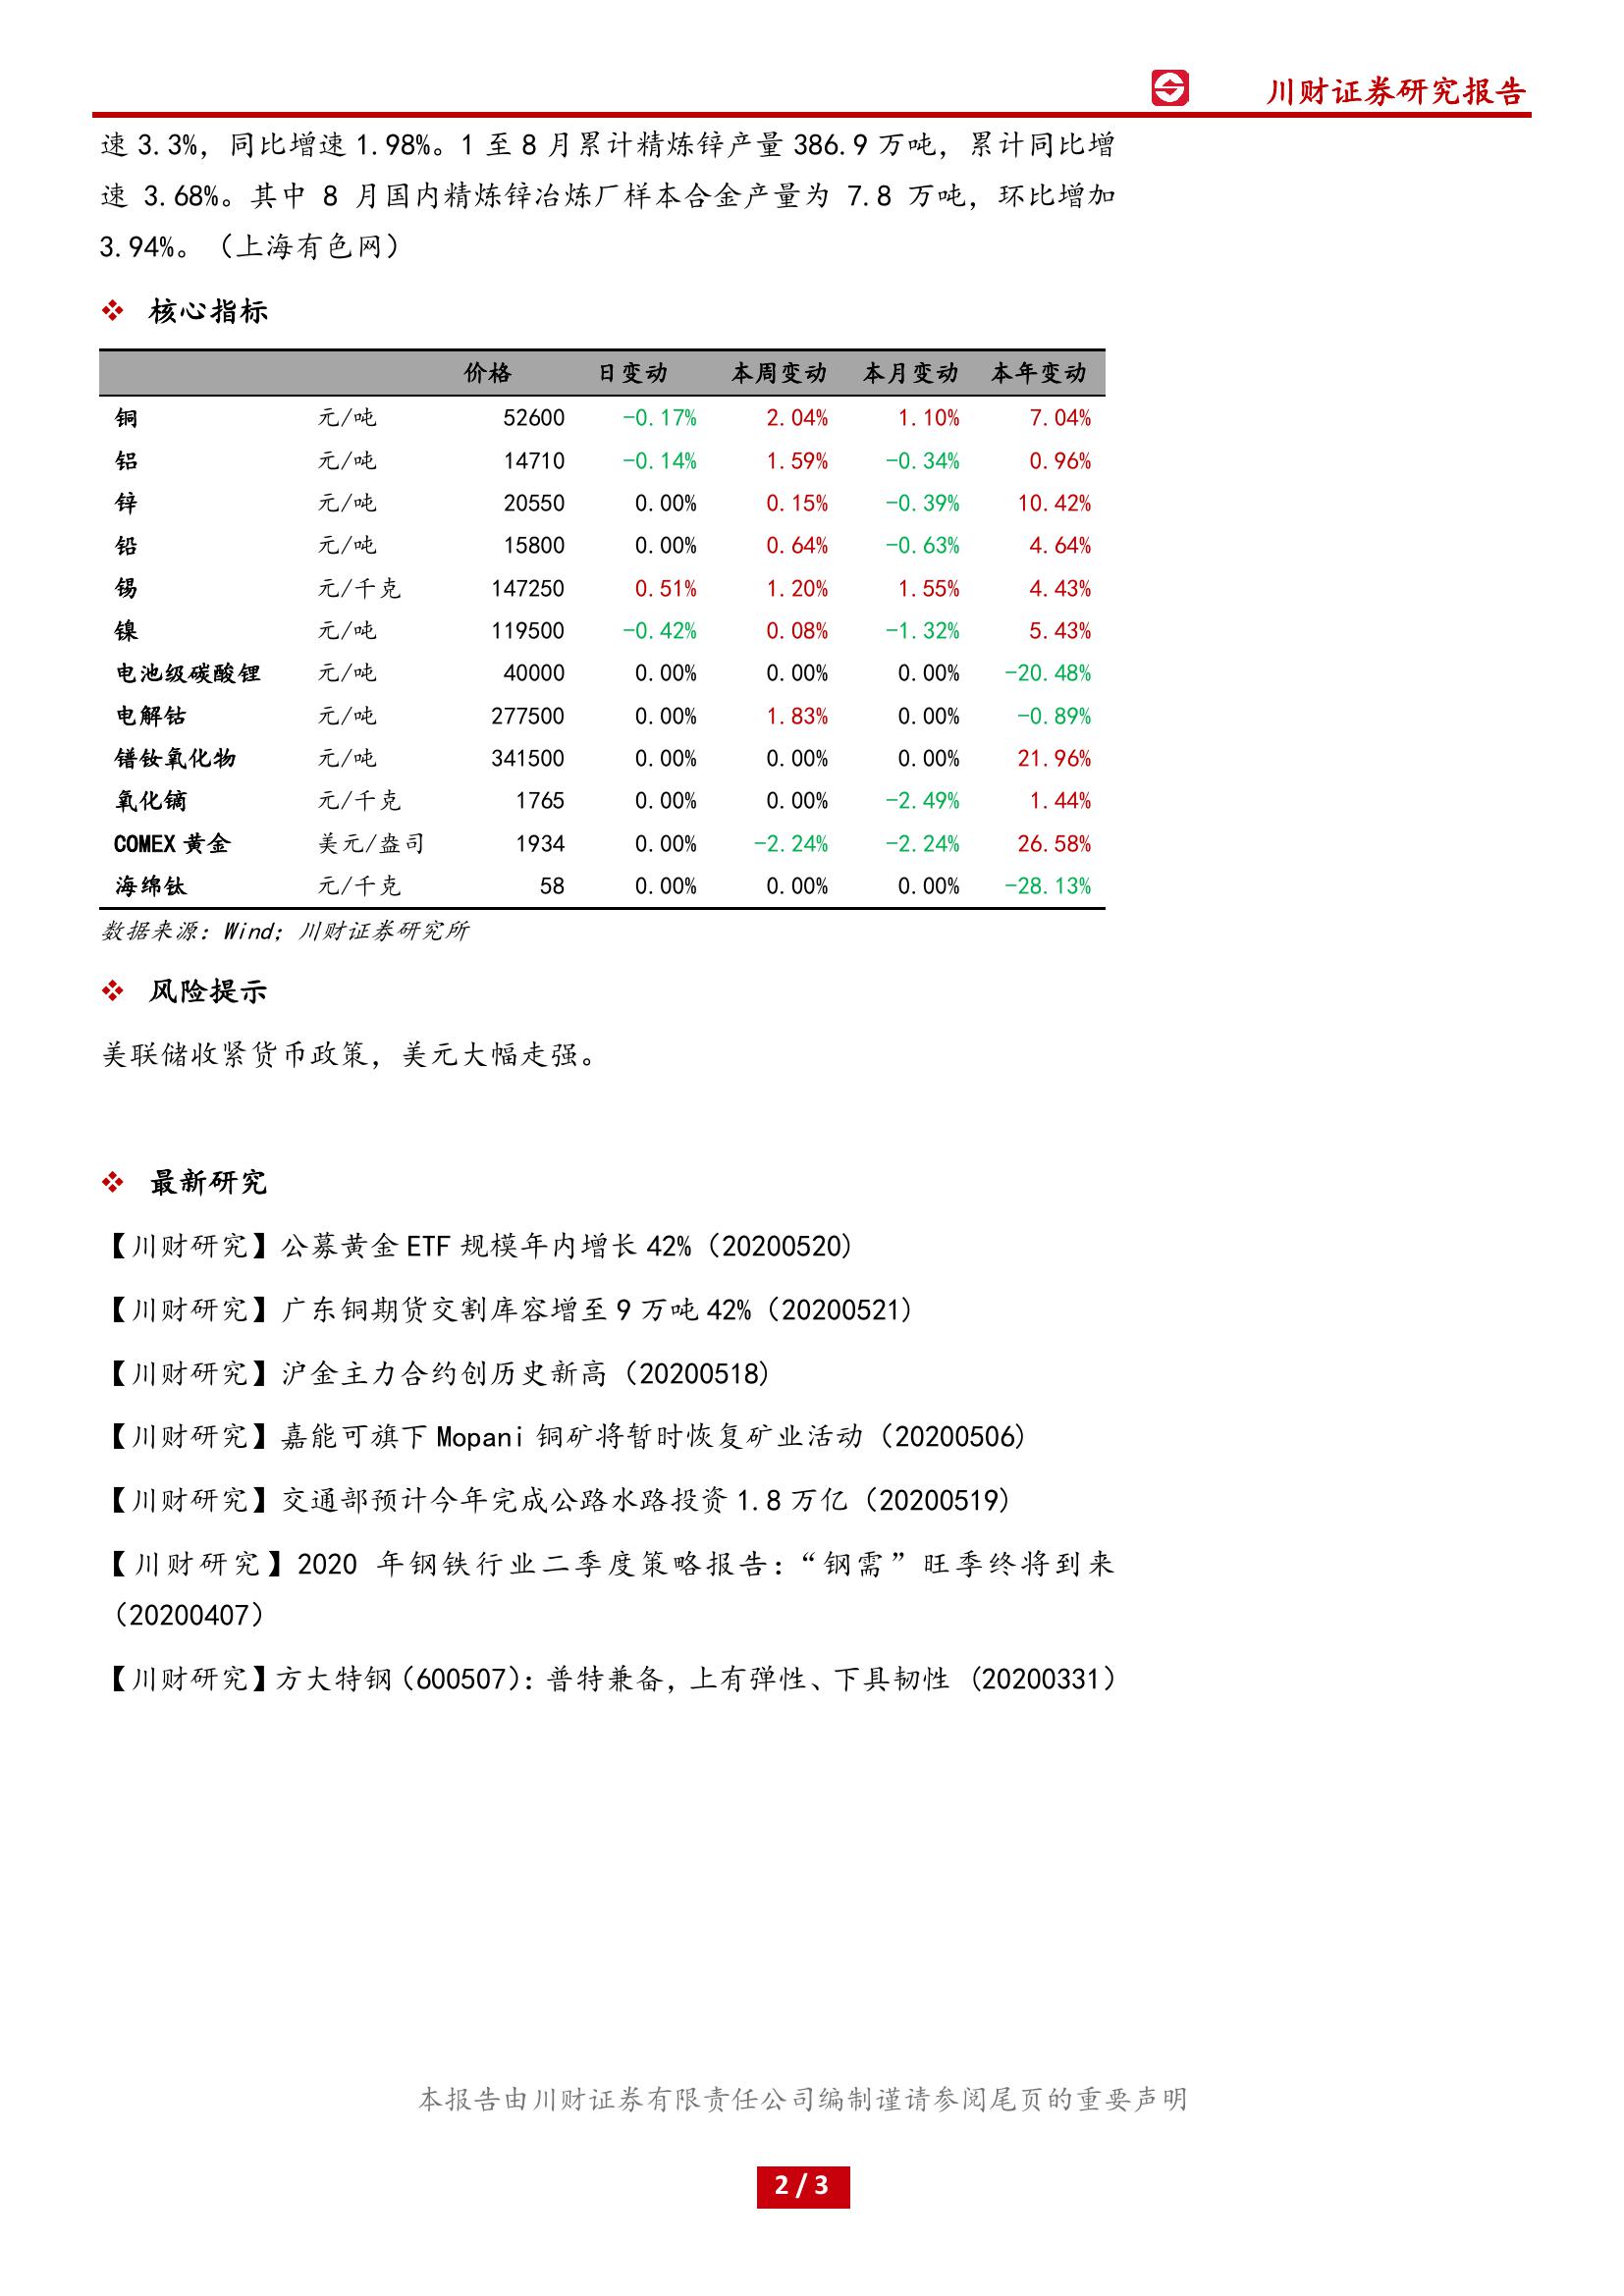 川财证券研究报告
速 3.3%，同比增速 1.98%。1 至 8 月累计精炼锌产量 386.9 万吨，累计同比增
速 3.68%。其中 8 月国内精炼锌冶炼厂样本合金产量为 7.8 万吨，环比增加
3.94%。（上海有色网）
❖ 核心指标
价格 日变动 本周变动 本月变动 本年变动
铜 元/吨 52600 -0.17% 2.04% 1.10% 7.04%
铝 元/吨 14710 -0.14% 1.59% -0.34% 0.96%
锌 元/吨 20550 0.00% 0.15% -0.39% 10.42%
铅 元/吨 15800 0.00% 0.64% -0.63% 4.64%
锡 元/千克 147250 0.51% 1.20% 1.55% 4.43%
镍 元/吨 119500 -0.42% 0.08% -1.32% 5.43%
电池级碳酸锂 元/吨 40000 0.00% 0.00% 0.00% -20.48%
电解钴 元/吨 277500 0.00% 1.83% 0.00% -0.89%
镨钕氧化物 元/吨 341500 0.00% 0.00% 0.00% 21.96%
氧化镝 元/千克 1765 0.00% 0.00% -2.49% 1.44%
COMEX 黄金 美元/盎司 1934 0.00% -2.24% -2.24% 26.58%
海绵钛 元/千克 58 0.00% 0.00% 0.00% -28.13%
数据来源：Wind；川财证券研究所
❖ 风险提示
美联储收紧货币政策，美元大幅走强。
❖ 最新研究
【川财研究】公募黄金 ETF 规模年内增长 42%（20200520）
【川财研究】广东铜期货交割库容增至 9 万吨 42%（20200521）
【川财研究】沪金主力合约创历史新高（20200518）
【川财研究】嘉能可旗下 Mopani 铜矿将暂时恢复矿业活动（20200506）
【川财研究】交通部预计今年完成公路水路投资 1.8 万亿（20200519）
【川财研究】2020 年钢铁行业二季度策略报告：“钢需”旺季终将到来
（20200407）
【川财研究】方大特钢（600507）：普特兼备，上有弹性、下具韧性 (20200331）
本报告由川财证券有限责任公司编制谨请参阅尾页的重要声明
2 / 3